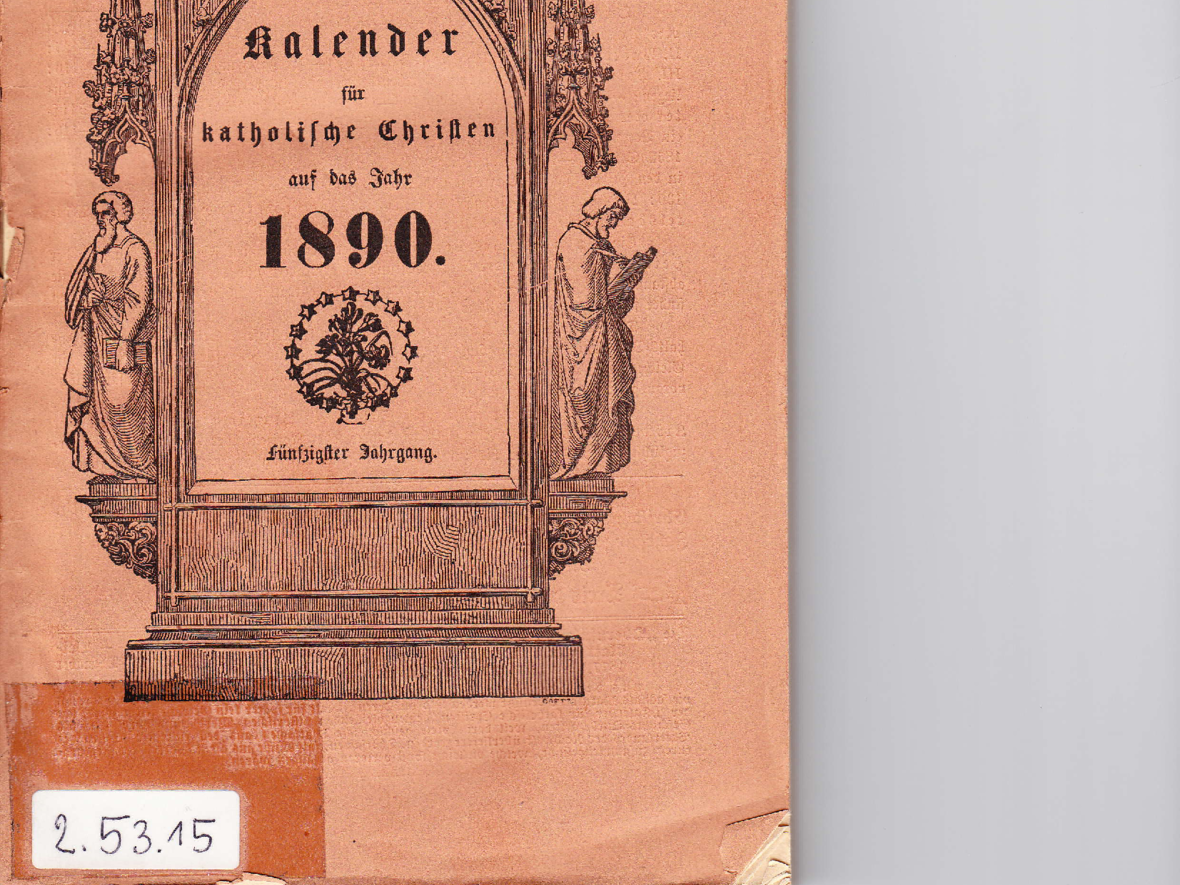 Kalender
für
katholiſche Chriſten
auf das Jahr
1890.
Fünfzigſter Jahrgang.
2.53.15